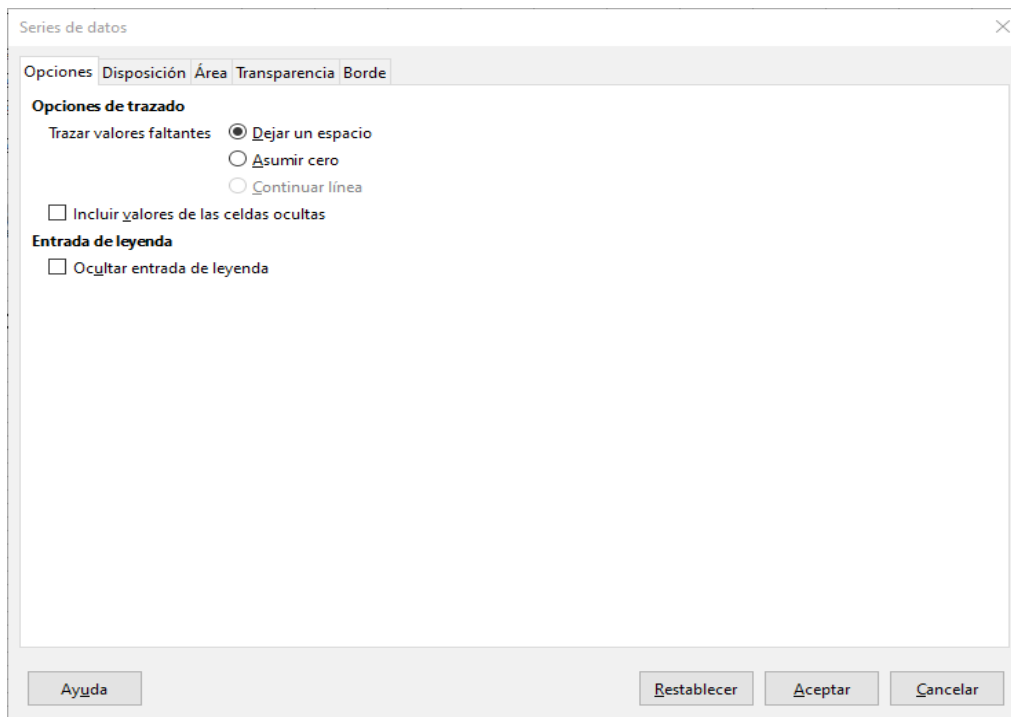 Series de datos
Opciones Disposición Área Transparencia Borde
Opciones de trazado
Trazar valores faltantes Dejar un espacio
Asumir cero
Continuar línea
Incluir valores de las celdas ocultas
Entrada de leyenda
Ocultar entrada de leyenda
Ayuda Restablecer Aceptar Cancelar